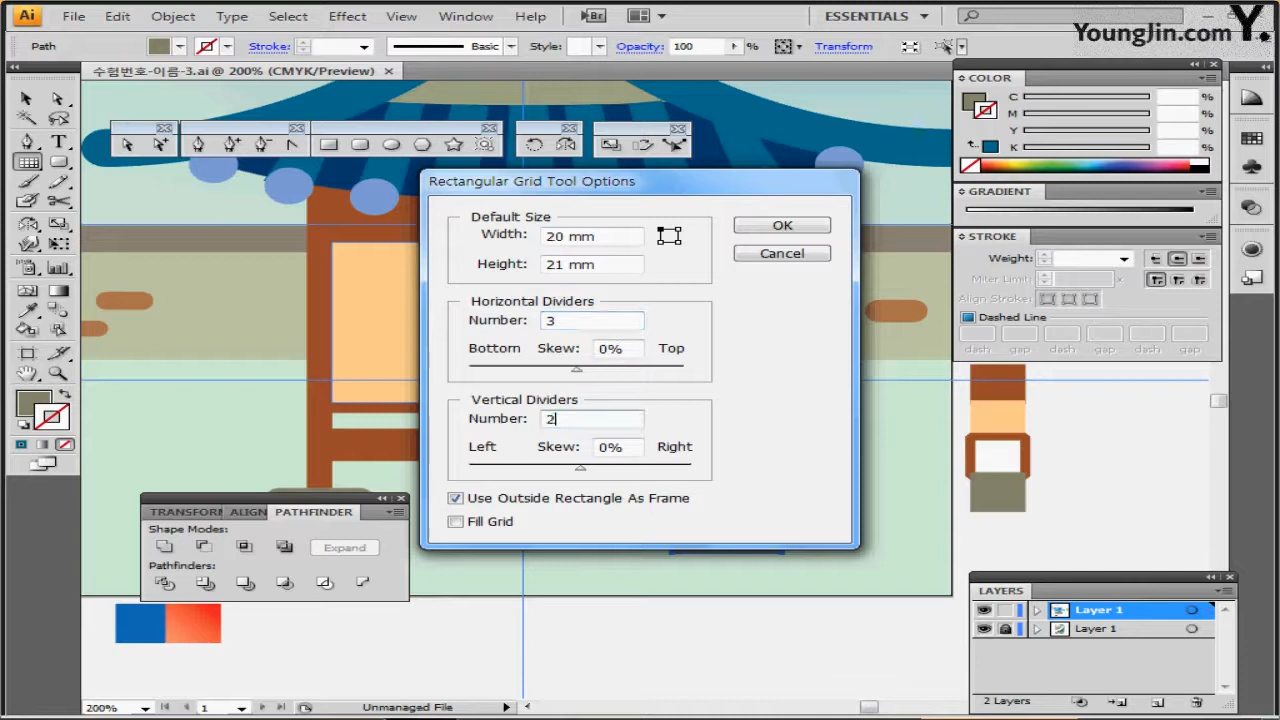 Ai File Edit Object Type Select Effect View Window Help Br ESSENTIALS
YoungJin.com Y.
Path Stroke: Basic Style: Opacity: 100 % Transform
수험번호-이름-3.ai @ 200% (CMYK/Preview)
COLOR
C %
M %
Y %
K %
GRADIENT
STROKE
Weight:
Miter Limit: x
Align Stroke:
Dashed Line
dash gap dash gap dash gap
Rectangular Grid Tool Options
Default Size
Width: 20 mm
Height: 21 mm
OK
Cancel
Horizontal Dividers
Number: 3
Bottom Skew: 0% Top
Vertical Dividers
Number: 2
Left Skew: 0% Right
Use Outside Rectangle As Frame
Fill Grid
TRANSFORM ALIGN PATHFINDER
Shape Modes:
Expand
Pathfinders:
LAYERS
Layer 1
Layer 1
2 Layers
200% 1 Unmanaged File